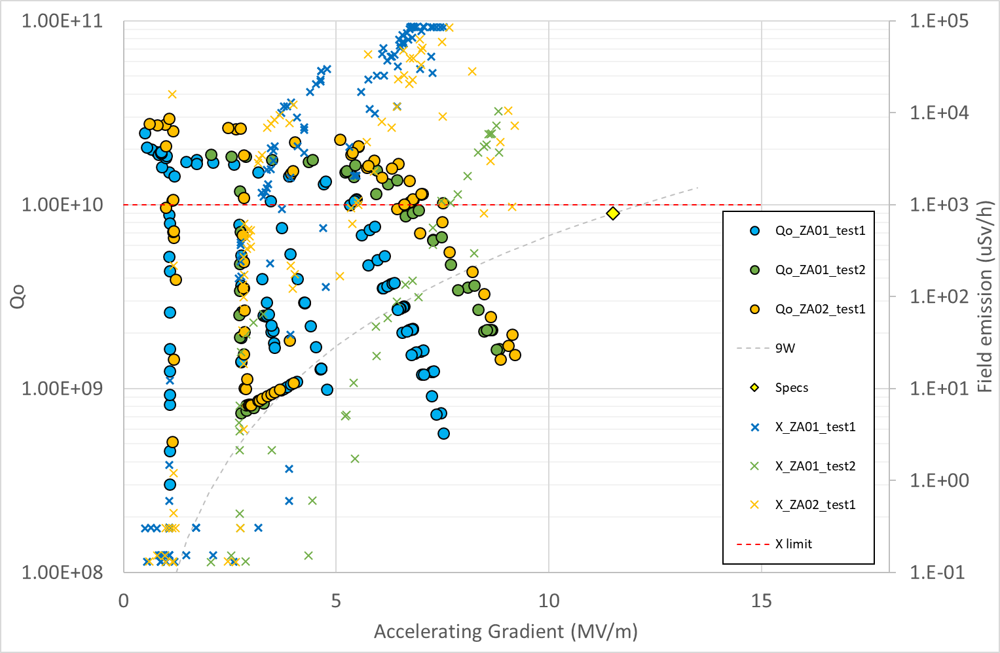 1.00E+11
1.00E+10
1.00E+09
1.00E+08
Qo
0
5
10
15
Accelerating Gradient (MV/m)
1.E+05
1.E+04
1.E+03
1.E+02
1.E+01
1.E+00
1.E-01
Field emission (uSv/h)
Qo_ZA01_test1
Qo_ZA01_test2
Qo_ZA02_test1
9W
Specs
X_ZA01_test1
X_ZA01_test2
X_ZA02_test1
X limit